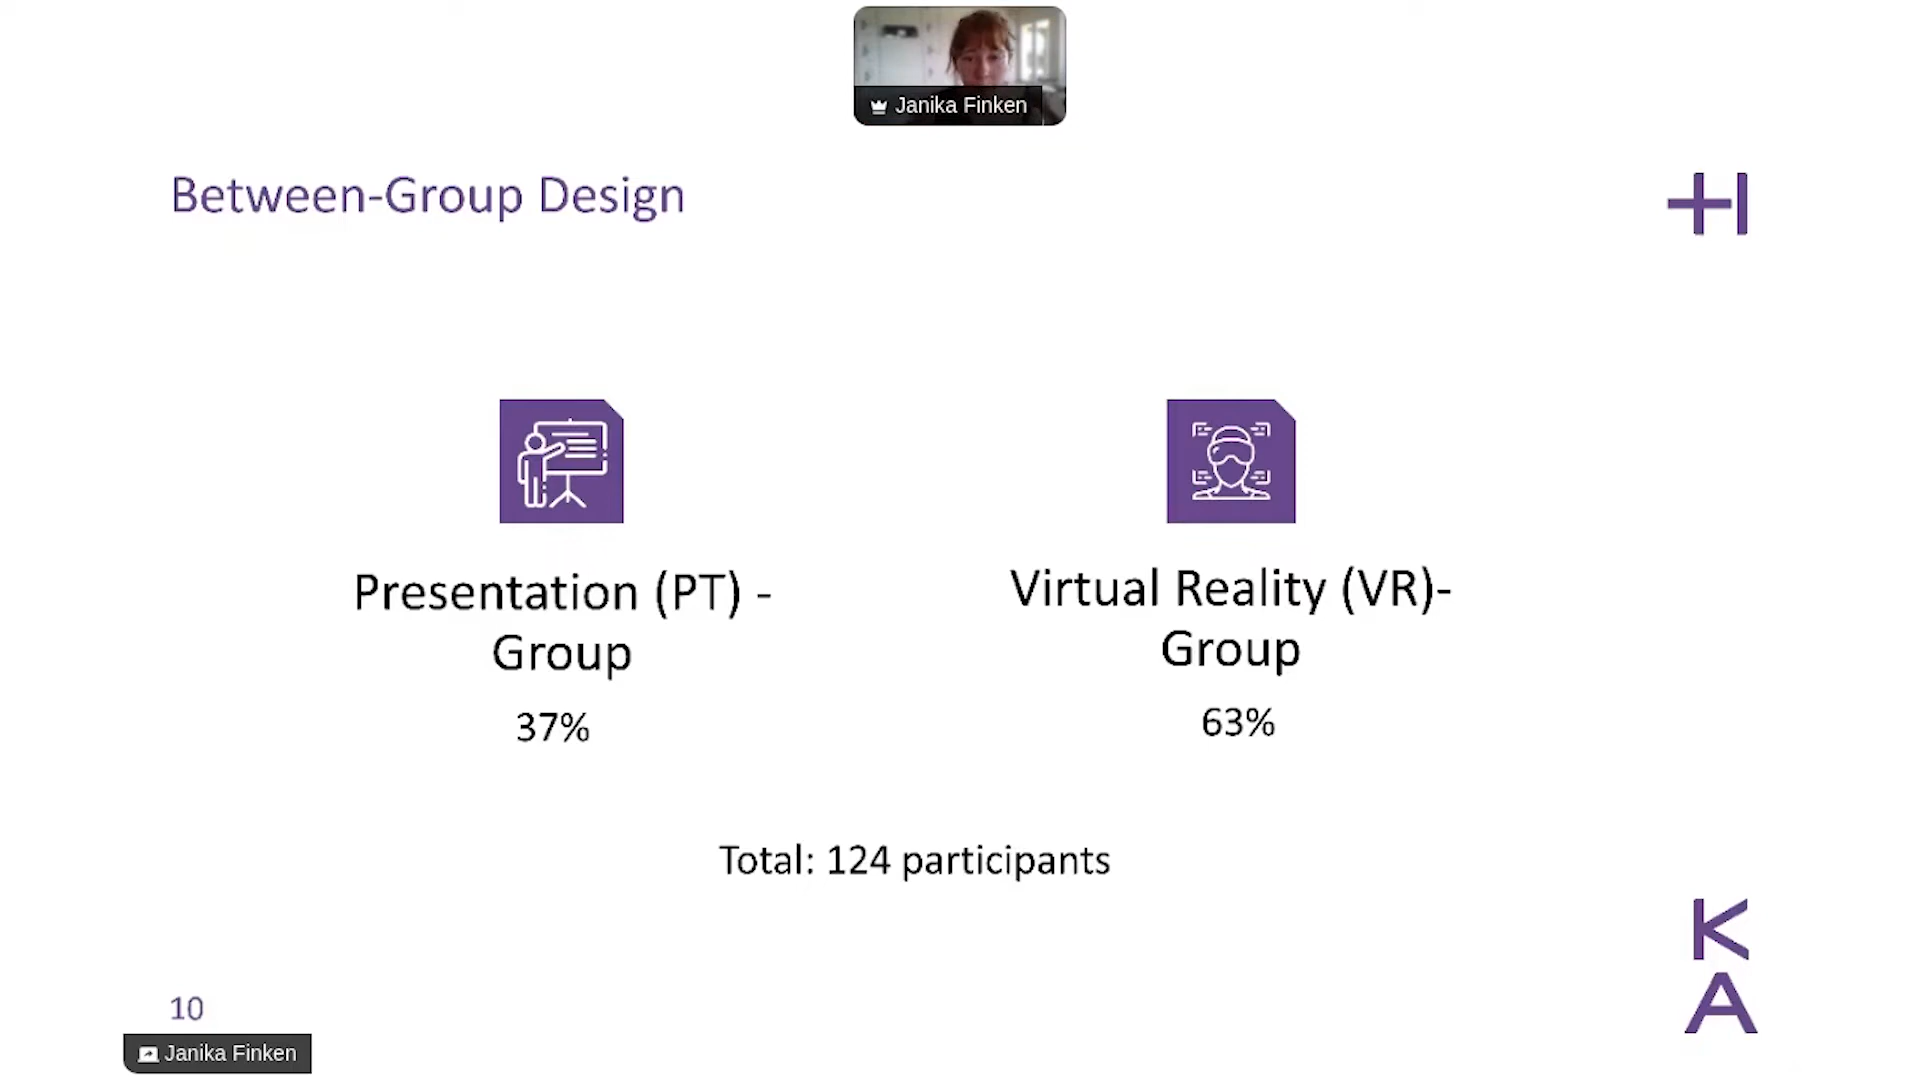 Janika Finken
Between-Group Design
H
Presentation (PT) -
Group
37%
Virtual Reality (VR)-
Group
63%
Total: 124 participants
K
A
10
Janika Finken